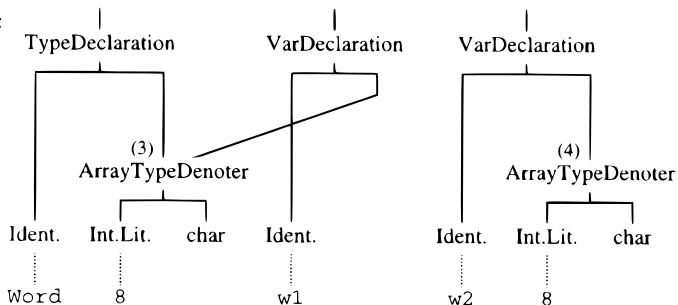 TypeDeclaration VarDeclaration VarDeclaration
(3) (4)
ArrayTypeDenoter ArrayTypeDenoter
Ident. Int.Lit. char Ident. Ident. Int.Lit. char
Word 8 w1 w2 8